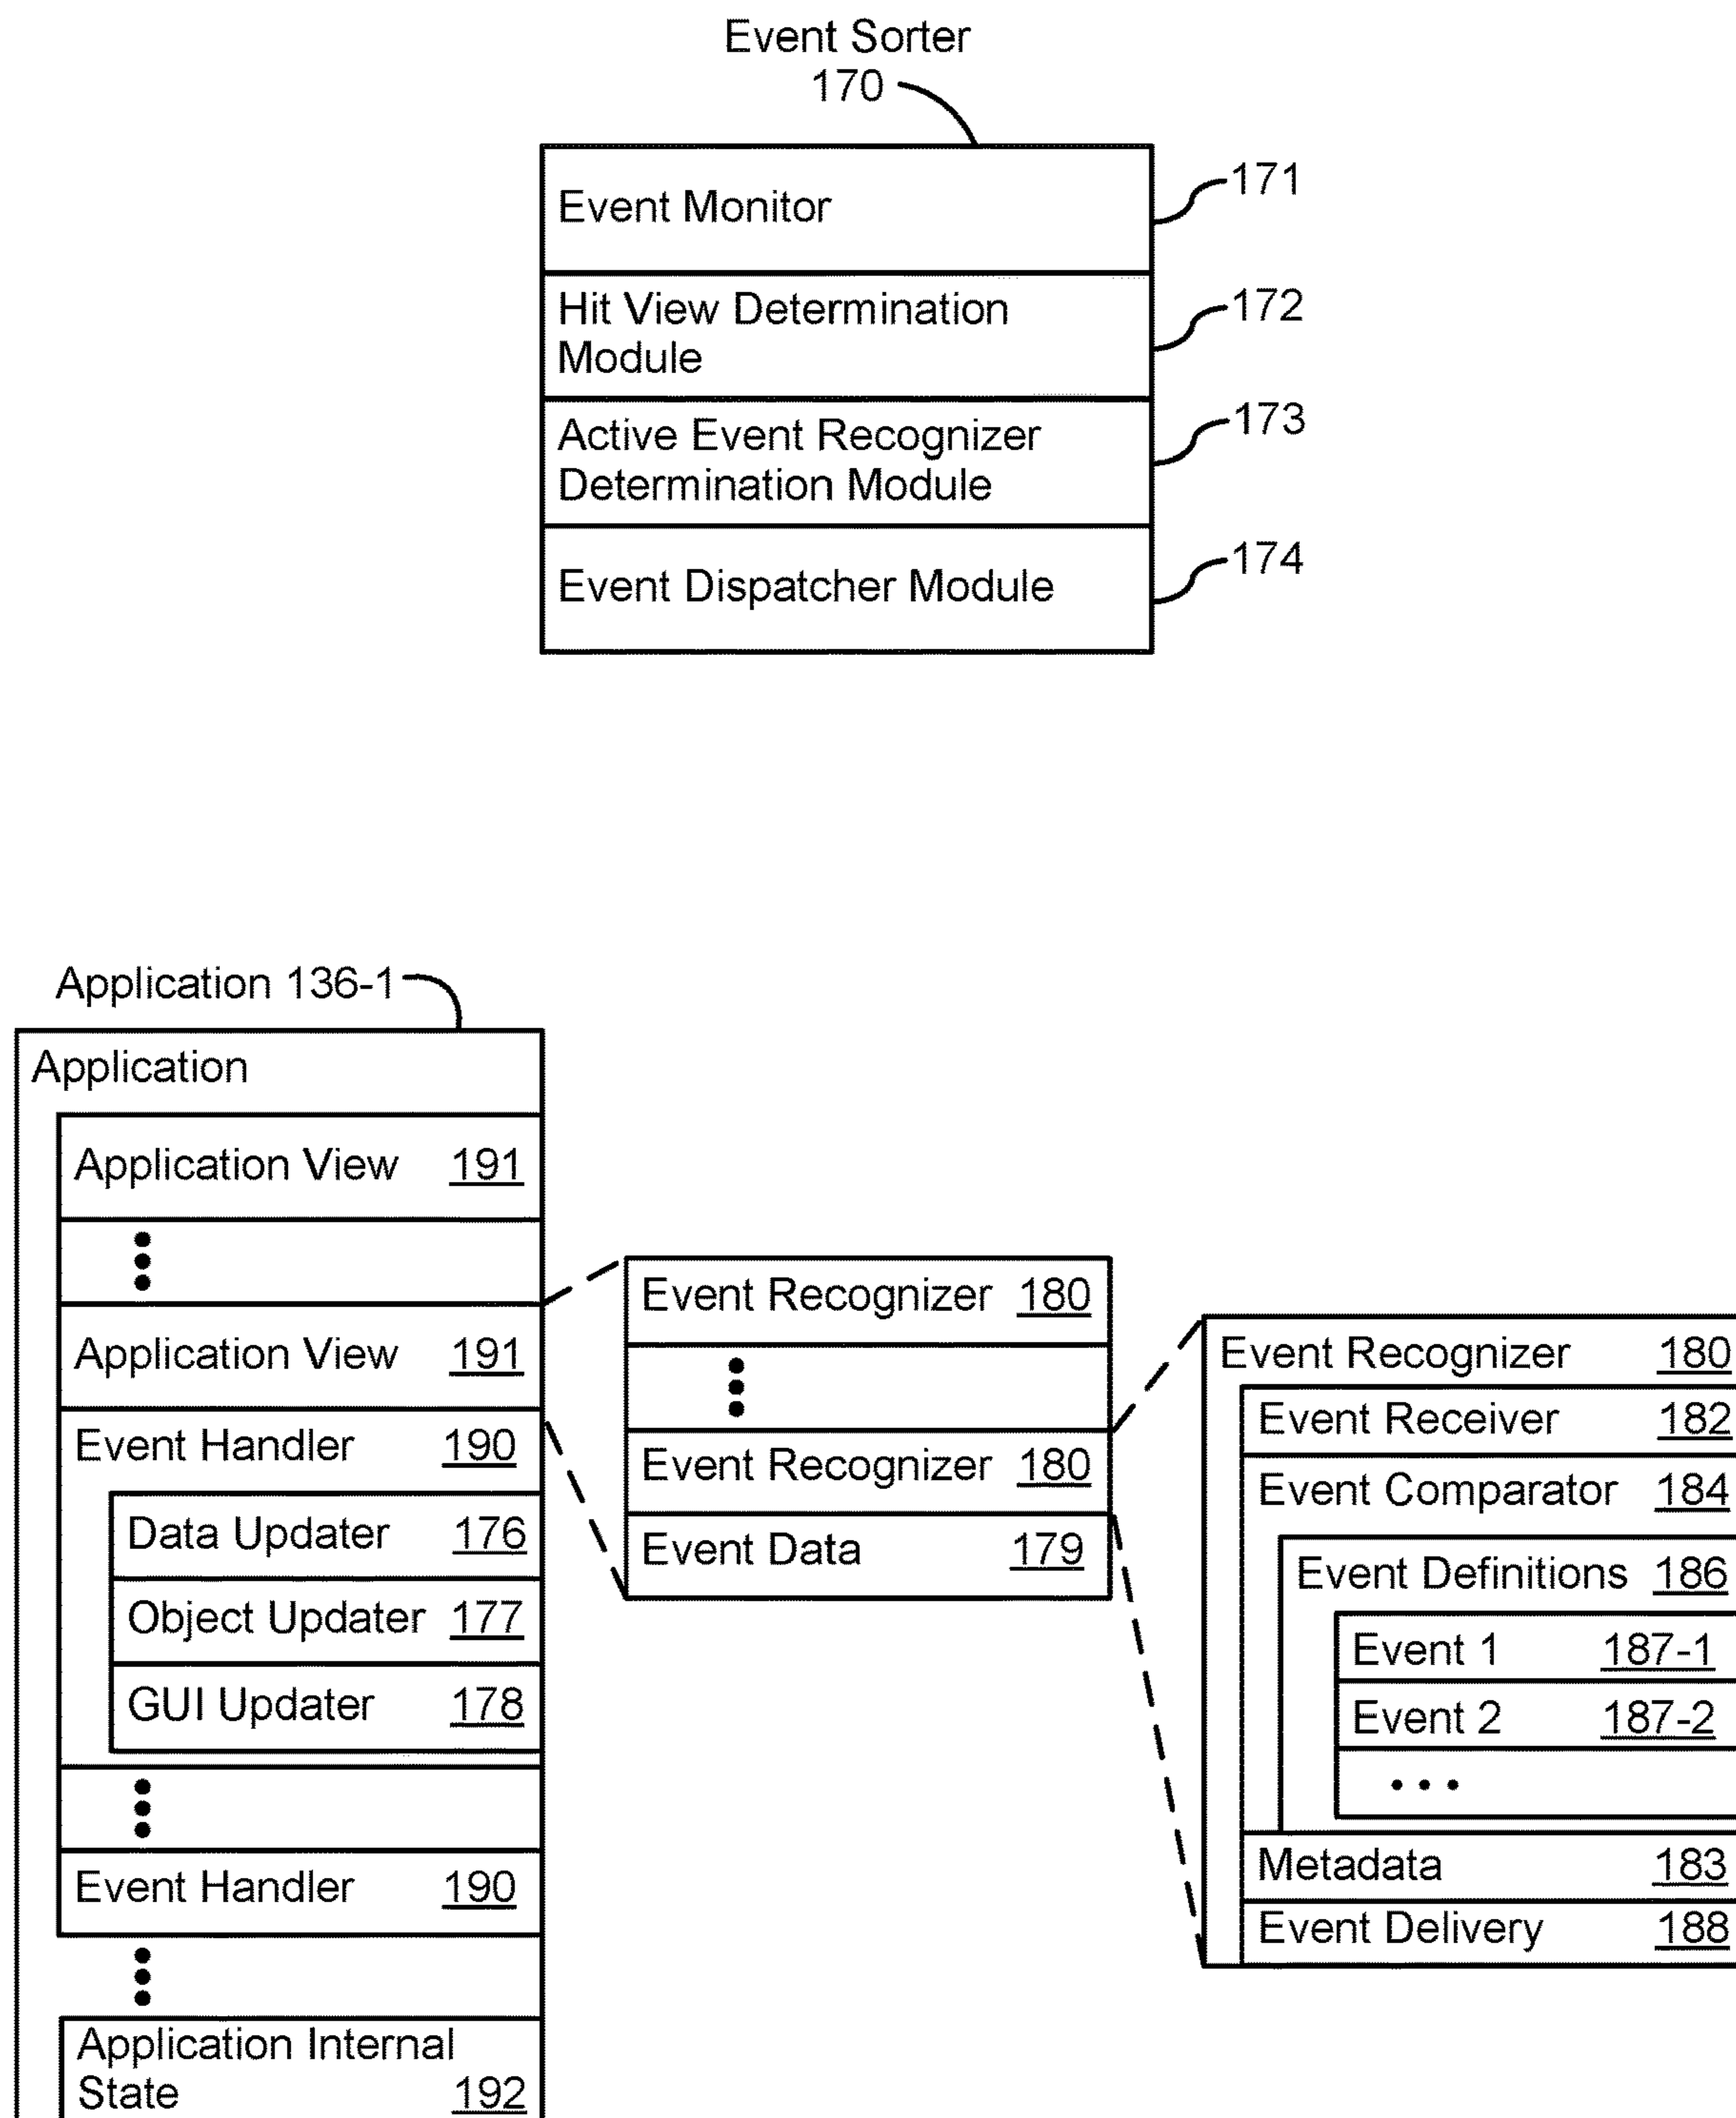 Event Sorter
170
Event Monitor
171
Hit View Determination
Module
172
Active Event Recognizer
Determination Module
173
Event Dispatcher Module
174
Application 136-1
Application
Application View 191
Application View 191
Event Handler 190
Data Updater 176
Object Updater 177
GUI Updater 178
Event Handler 190
Application Internal
State 192
Event Recognizer 180
Event Recognizer 180
Event Data 179
Event Recognizer 180
Event Receiver 182
Event Comparator 184
Event Definitions 186
Event 1 187-1
Event 2 187-2
• • •
Metadata 183
Event Delivery 188